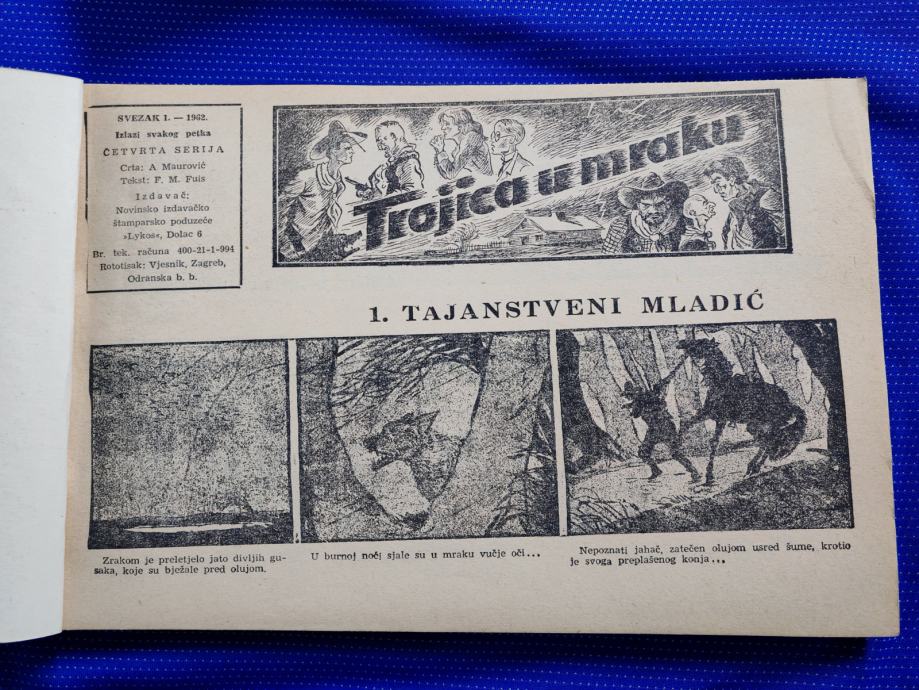 SVEZAK 1. — 1962.
Izlazi svakog petka
ČETVRTA SERIJA
Crta: A Maurović
Tekst: F. M. Fuis
Izdavač:
Novinsko izdavačko
štamparsko poduzeće
»Lykos«, Dolac 6
Br. tek. računa 400-21-1-994
Rototisak: Vjesnik, Zagreb,
Odranska b. b.
Trojica u mraku
1. TAJANSTVENI MLADIĆ
Zrakom je preletjelo jato divljih gu-
saka, koje su bježale pred olujom.
U burnoj noći sjale su u mraku vučje oči...
Nepoznati jahač, zatečen olujom usred šume, krotio
je svoga preplašenog konja...